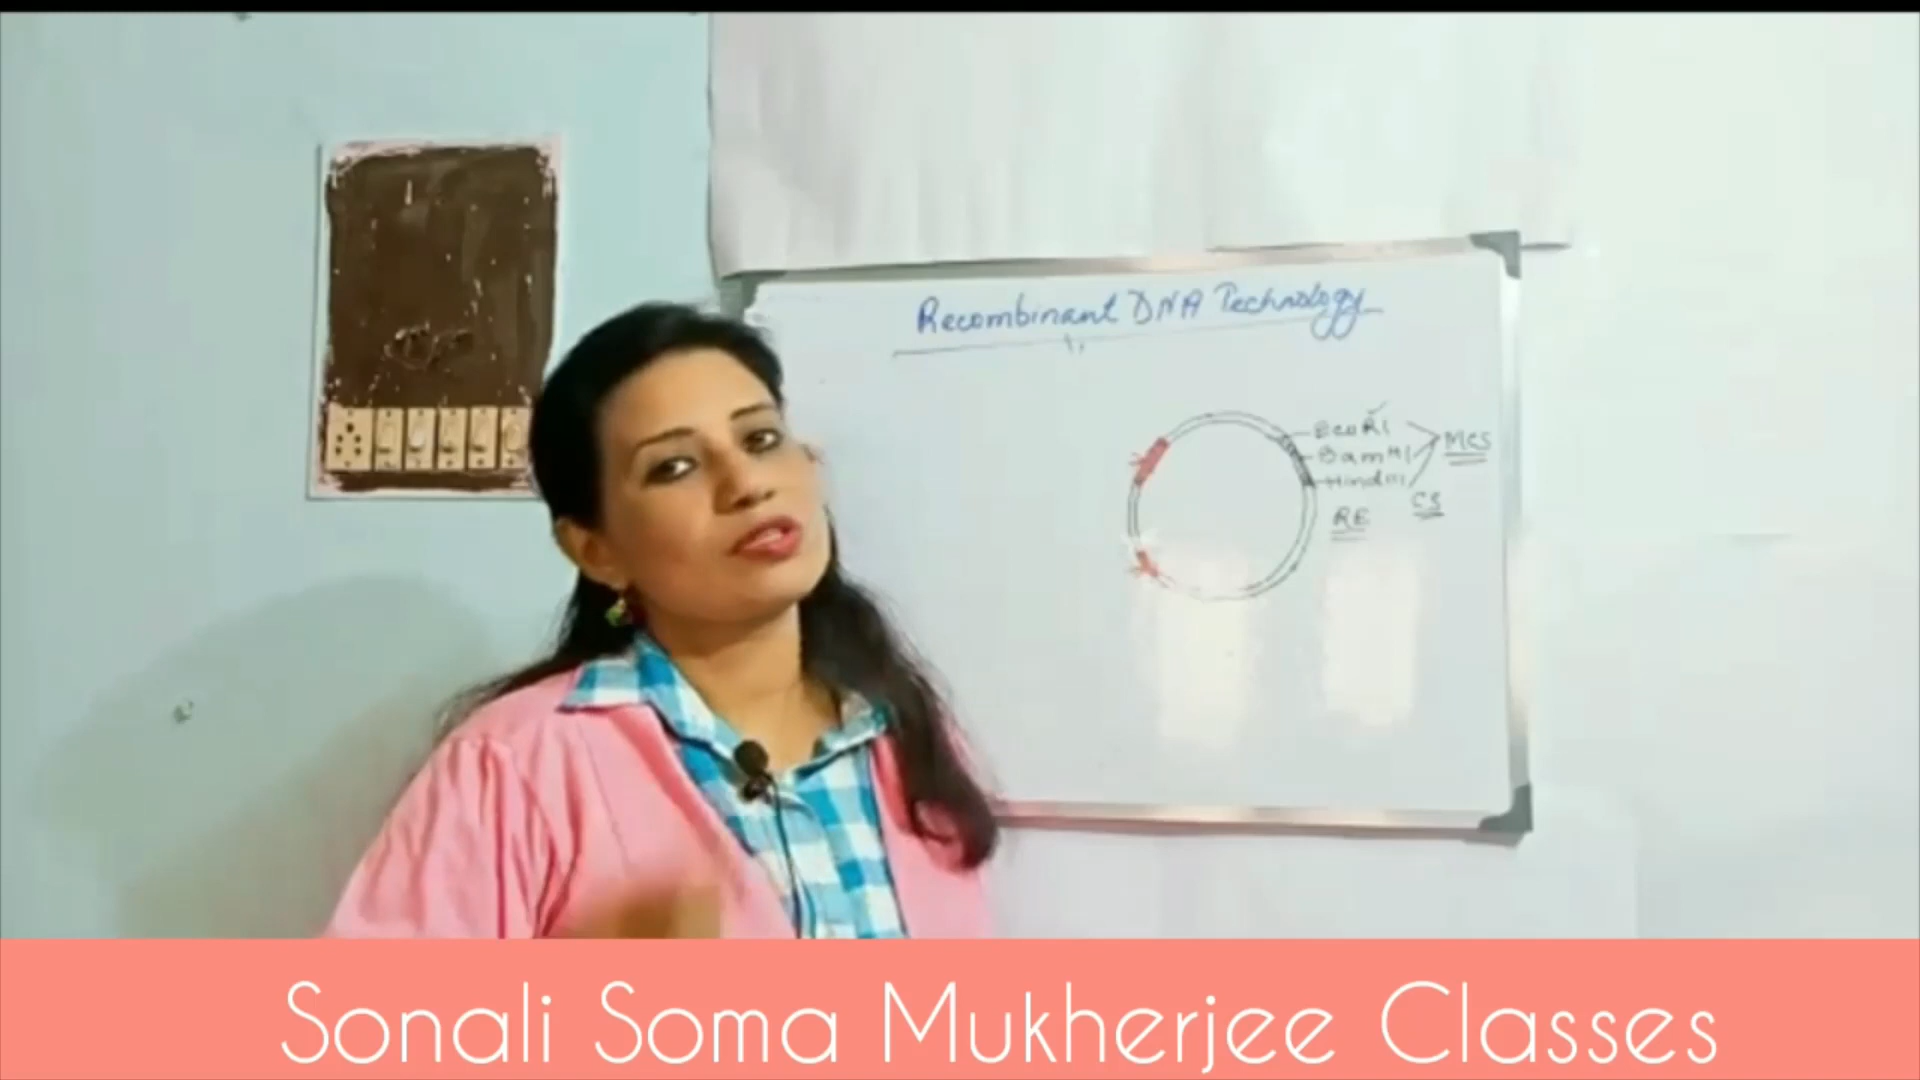 Recombinant DNA Technology
EcoRI
BamHI
MCS
HindIII
CS
RE
Sonali Soma Mukherjee Classes